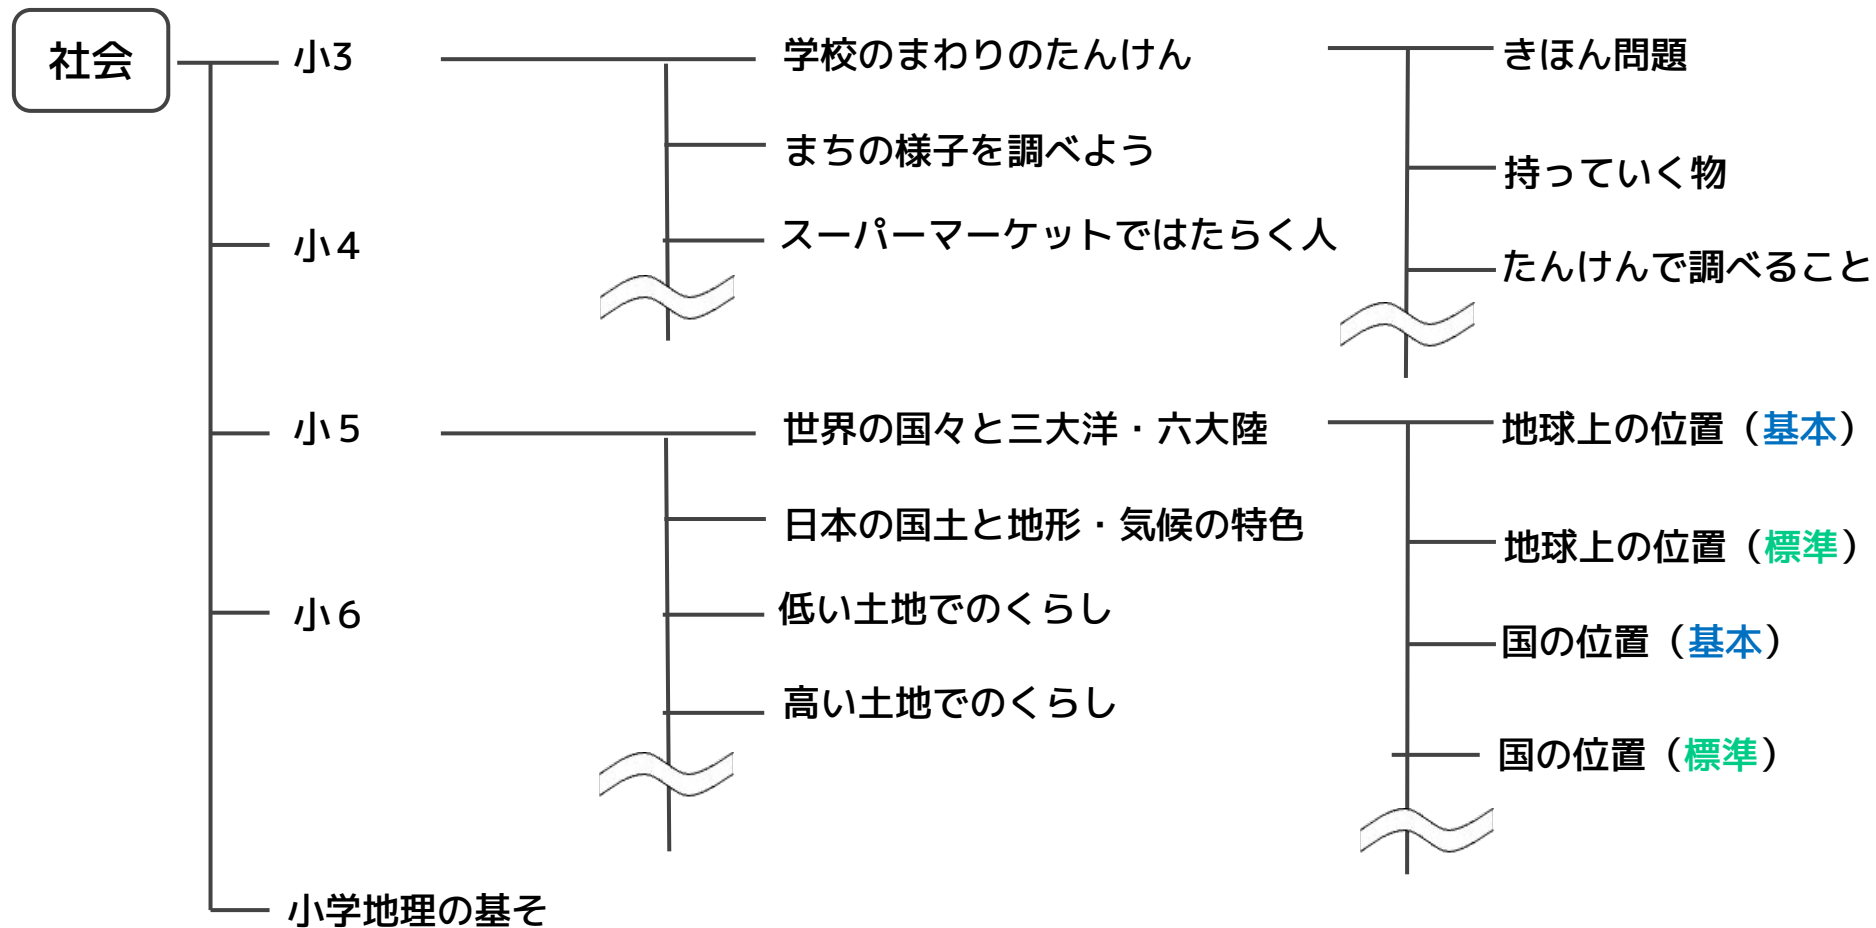 社会
小3
学校のまわりのたんけん
きほん問題
まちの様子を調べよう
持っていく物
小4
スーパーマーケットではたらく人
たんけんで調べること
小5
世界の国々と三大洋・六大陸
地球上の位置（基本）
日本の国土と地形・気候の特色
地球上の位置（標準）
小6
低い土地でのくらし
国の位置（基本）
高い土地でのくらし
国の位置（標準）
小学地理の基そ